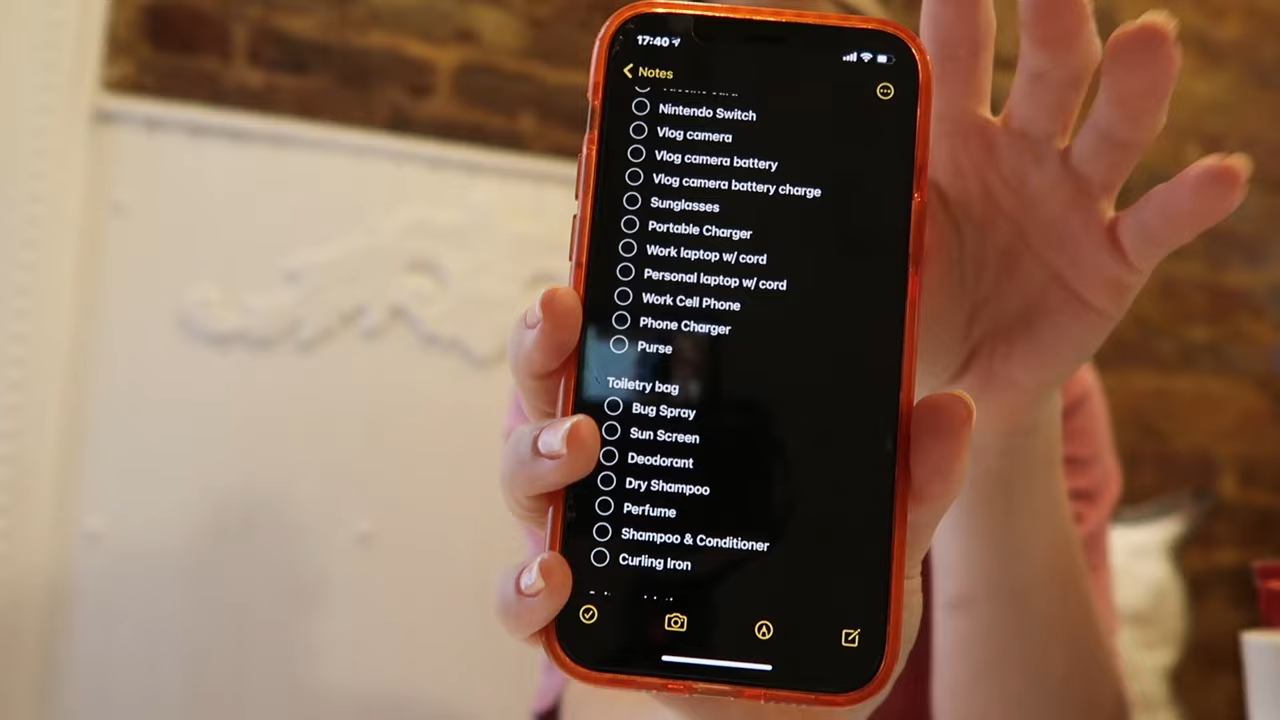 17:40
Notes
Nintendo Switch
Vlog camera
Vlog camera battery
Vlog camera battery charge
Sunglasses
Portable Charger
Work laptop w/ cord
Personal laptop w/ cord
Work Cell Phone
Phone Charger
Purse
Toiletry bag
Bug Spray
Sun Screen
Deodorant
Dry Shampoo
Perfume
Shampoo & Conditioner
Curling Iron